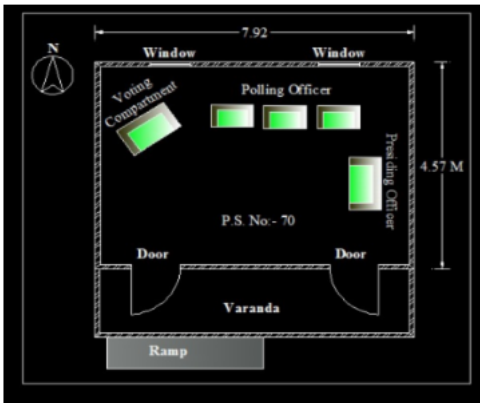 7.92
N
Window
Window
Voting
Compartment
Polling Officer
Presiding Officer
4.57 M
P.S. No:- 70
Door
Door
Varanda
Ramp